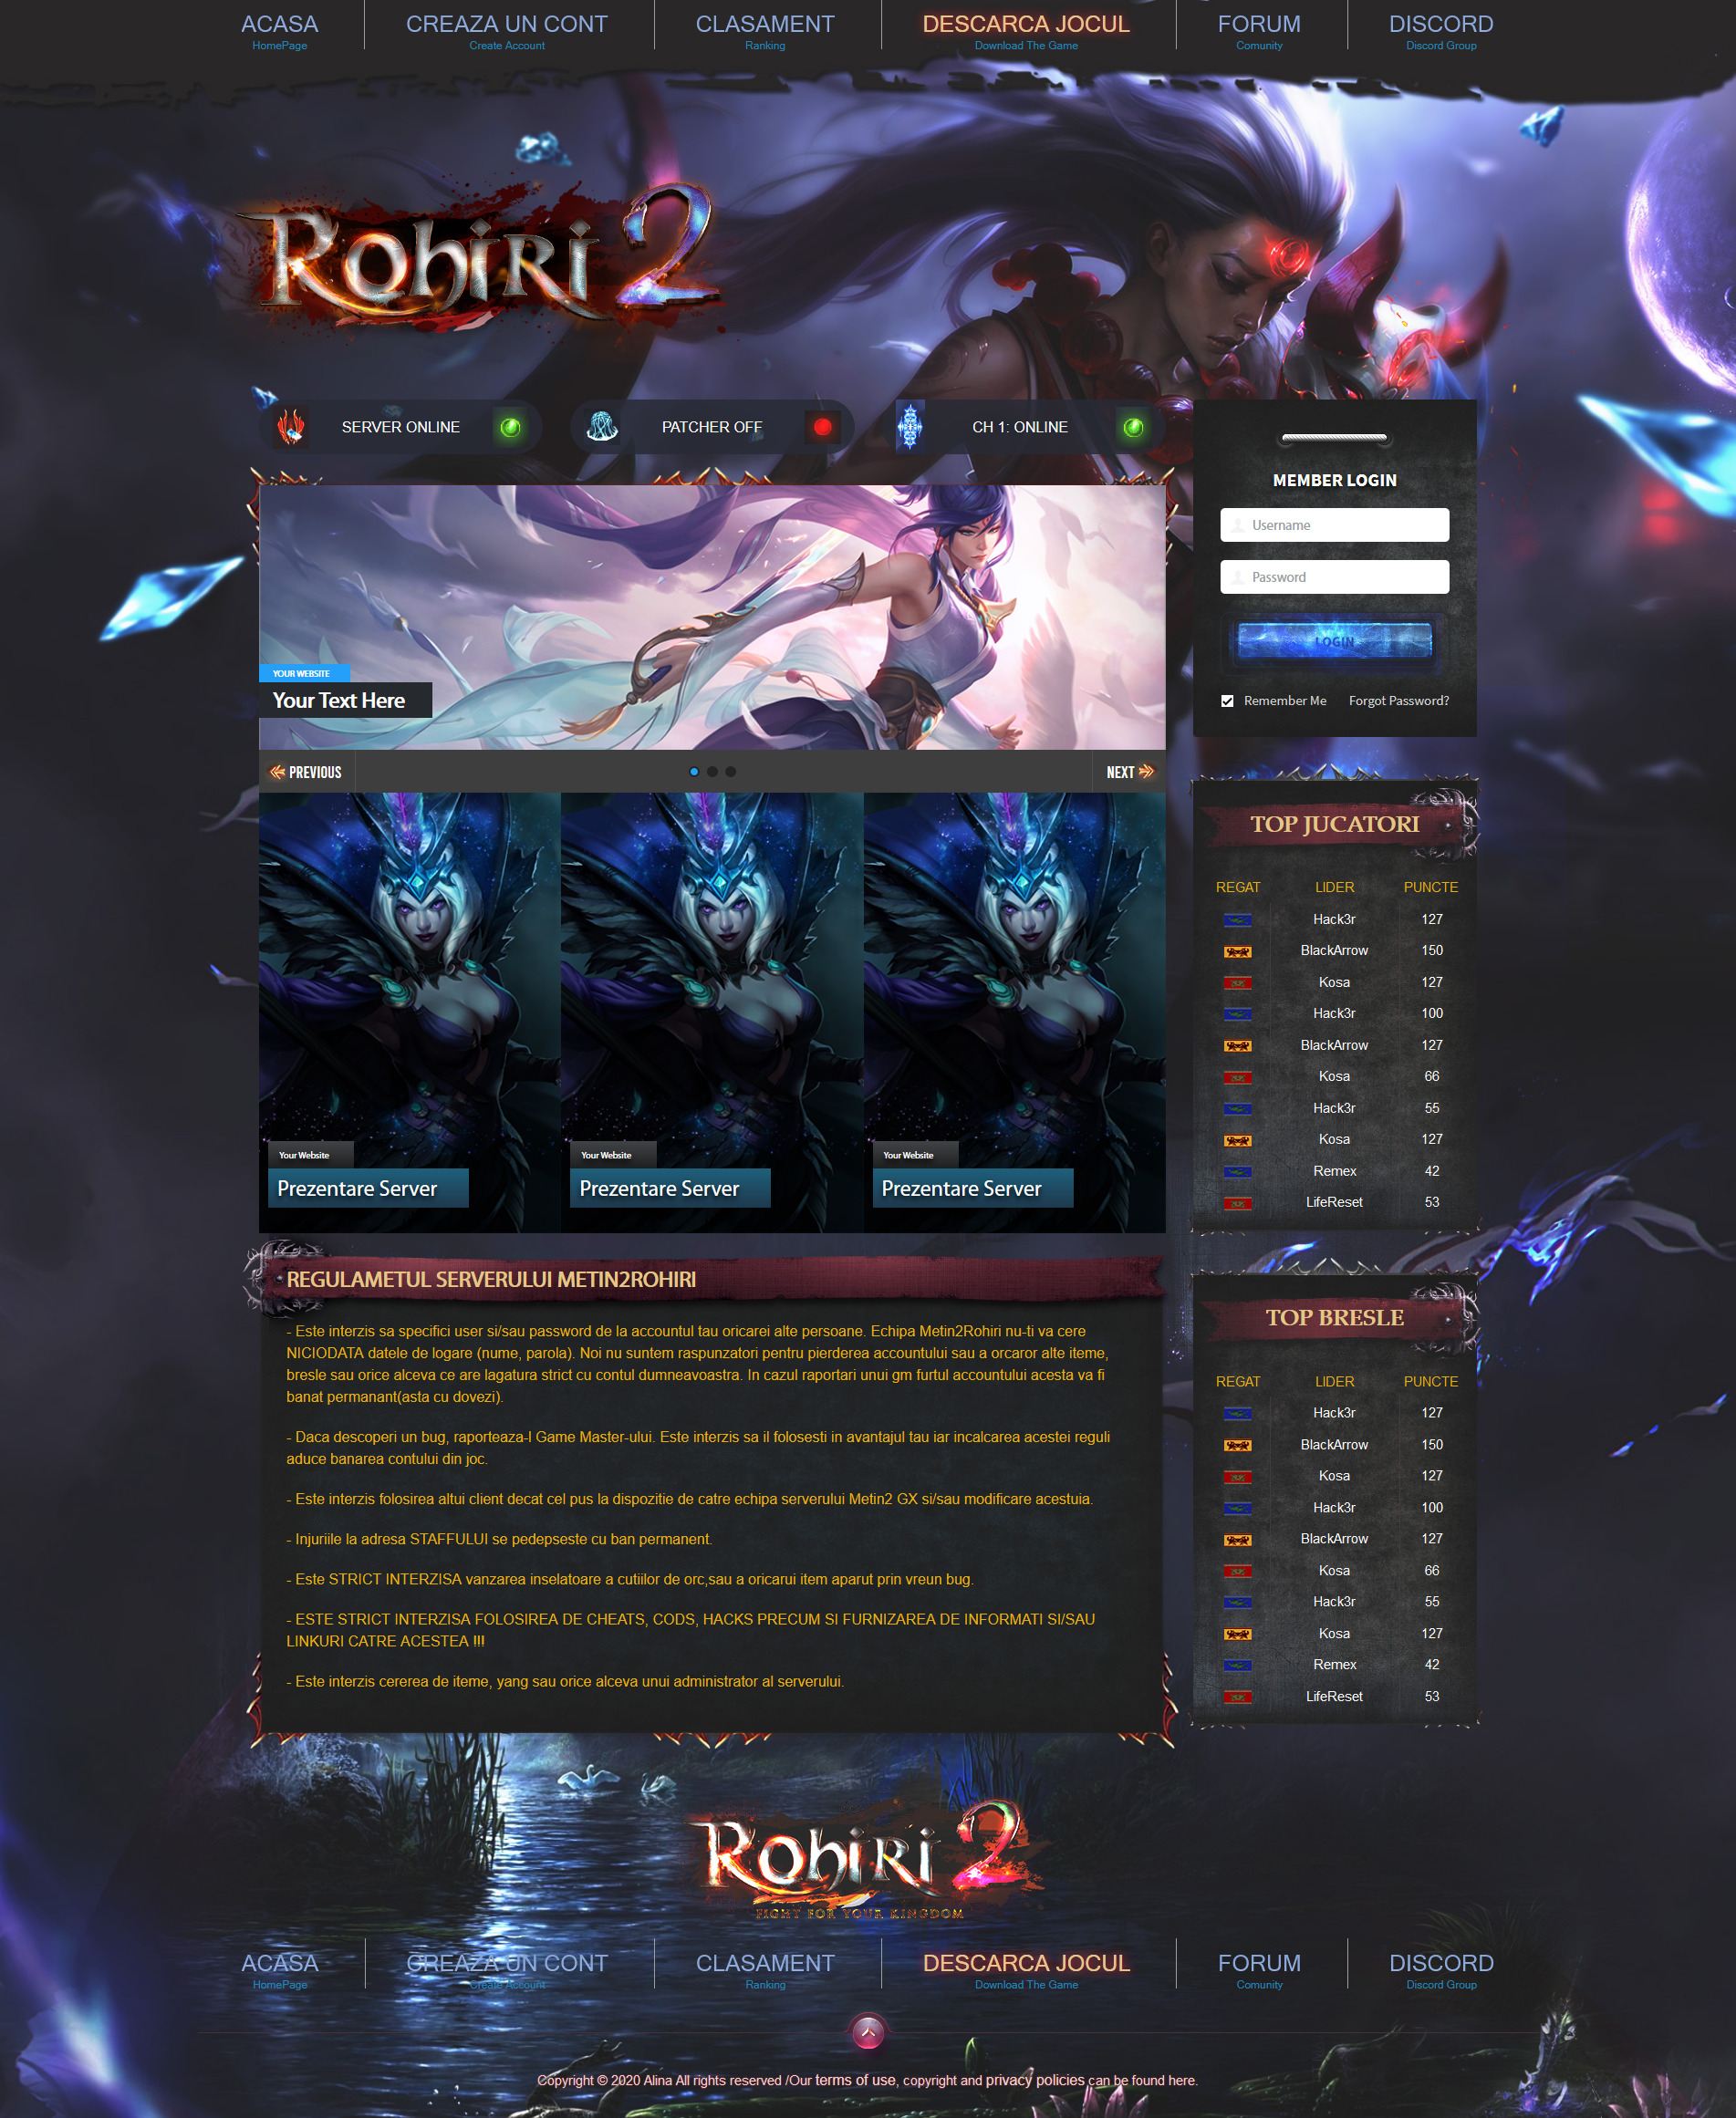 ACASA
HomePage
CREAZA UN CONT
Create Account
CLASAMENT
Ranking
DESCARCA JOCUL
Download The Game
FORUM
Comunity
DISCORD
Discord Group
Rohiri 2
SERVER ONLINE
PATCHER OFF
CH 1: ONLINE
YOUR WEBSITE
Your Text Here
PREVIOUS
NEXT
Your Website
Prezentare Server
Your Website
Prezentare Server
Your Website
Prezentare Server
REGULAMETUL SERVERULUI METIN2ROHIRI
- Este interzis sa specifici user si/sau password de la accountul tau oricarei alte persoane. Echipa Metin2Rohiri nu-ti va cere
NICIODATA datele de logare (nume, parola). Noi nu suntem raspunzatori pentru pierderea accountului sau a orcaror alte iteme,
bresle sau orice alceva ce are lagatura strict cu contul dumneavoastra. In cazul raportari unui gm furtul accountului acesta va fi
banat permanant(asta cu dovezi).
- Daca descoperi un bug, raporteaza-l Game Master-ului. Este interzis sa il folosesti in avantajul tau iar incalcarea acestei reguli
aduce banarea contului din joc.
- Este interzis folosirea altui client decat cel pus la dispozitie de catre echipa serverului Metin2 GX si/sau modificare acestuia.
- Injuriile la adresa STAFFULUI se pedepseste cu ban permanent.
- Este STRICT INTERZISA vanzarea inselatoare a cutiilor de orc,sau a oricarui item aparut prin vreun bug.
- ESTE STRICT INTERZISA FOLOSIREA DE CHEATS, CODS, HACKS PRECUM SI FURNIZAREA DE INFORMATI SI/SAU
LINKURI CATRE ACESTEA !!!
- Este interzis cererea de iteme, yang sau orice alceva unui administrator al serverului.
MEMBER LOGIN
Username
Password
LOGIN
Remember Me Forgot Password?
TOP JUCATORI
REGAT LIDER PUNCTE
Hack3r 127
BlackArrow 150
Kosa 127
Hack3r 100
BlackArrow 127
Kosa 66
Hack3r 55
Kosa 127
Remex 42
LifeReset 53
TOP BRESLE
REGAT LIDER PUNCTE
Hack3r 127
BlackArrow 150
Kosa 127
Hack3r 100
BlackArrow 127
Kosa 66
Hack3r 55
Kosa 127
Remex 42
LifeReset 53
Rohiri 2
FIGHT FOR YOUR KINGDOM
ACASA
HomePage
CREAZA UN CONT
Create Account
CLASAMENT
Ranking
DESCARCA JOCUL
Download The Game
FORUM
Comunity
DISCORD
Discord Group
Copyright © 2020 Alina All rights reserved /Our terms of use, copyright and privacy policies can be found here.